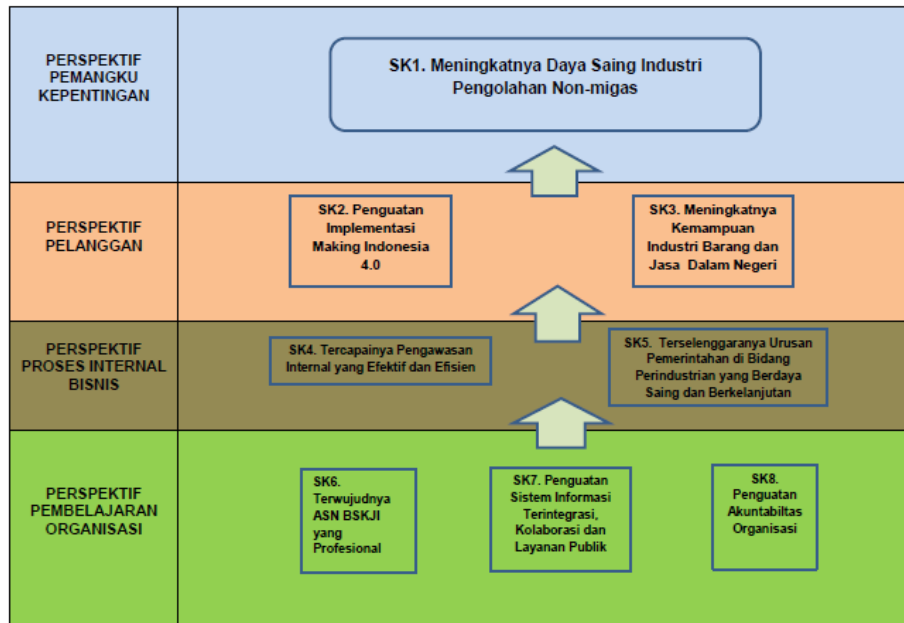 PERSPEKTIF
PEMANGKU
KEPENTINGAN
SK1. Meningkatnya Daya Saing Industri
Pengolahan Non-migas
PERSPEKTIF
PELANGGAN
SK2. Penguatan
Implementasi
Making Indonesia
4.0
SK3. Meningkatnya
Kemampuan
Industri Barang dan
Jasa Dalam Negeri
PERSPEKTIF
PROSES INTERNAL
BISNIS
SK4. Tercapainya Pengawasan
Internal yang Efektif dan Efisien
SK5. Terselenggaranya Urusan
Pemerintahan di Bidang
Perindustrian yang Berdaya
Saing dan Berkelanjutan
PERSPEKTIF
PEMBELAJARAN
ORGANISASI
SK6.
Terwujudnya
ASN BSKJI
yang
Profesional
SK7. Penguatan
Sistem Informasi
Terintegrasi,
Kolaborasi dan
Layanan Publik
SK8.
Penguatan
Akuntabiltas
Organisasi